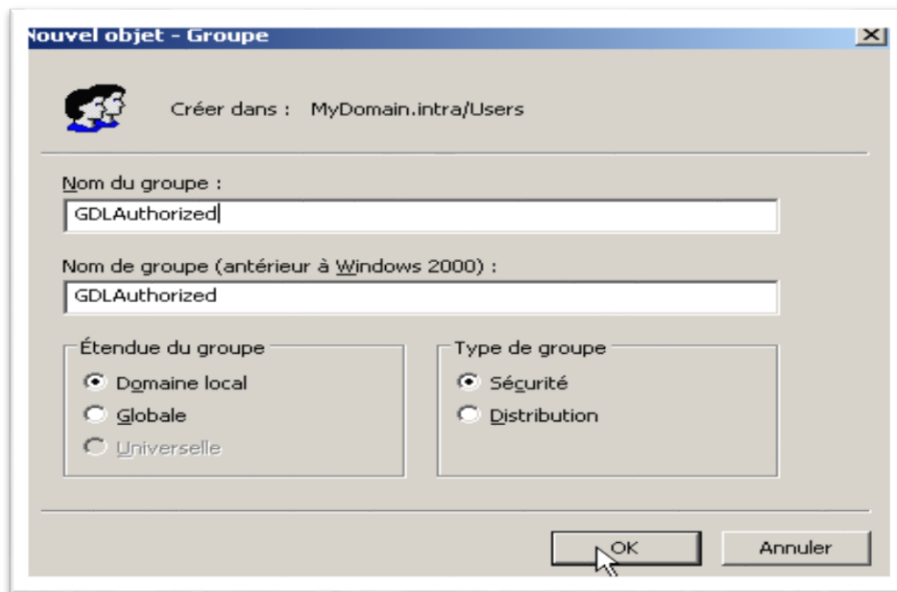 Nouvel objet - Groupe
Créer dans : MyDomain.intra/Users
Nom du groupe :
GDLAuthorized
Nom de groupe (antérieur à Windows 2000) :
GDLAuthorized
Étendue du groupe
Domaine local
Globale
Universelle
Type de groupe
Sécurité
Distribution
OK
Annuler